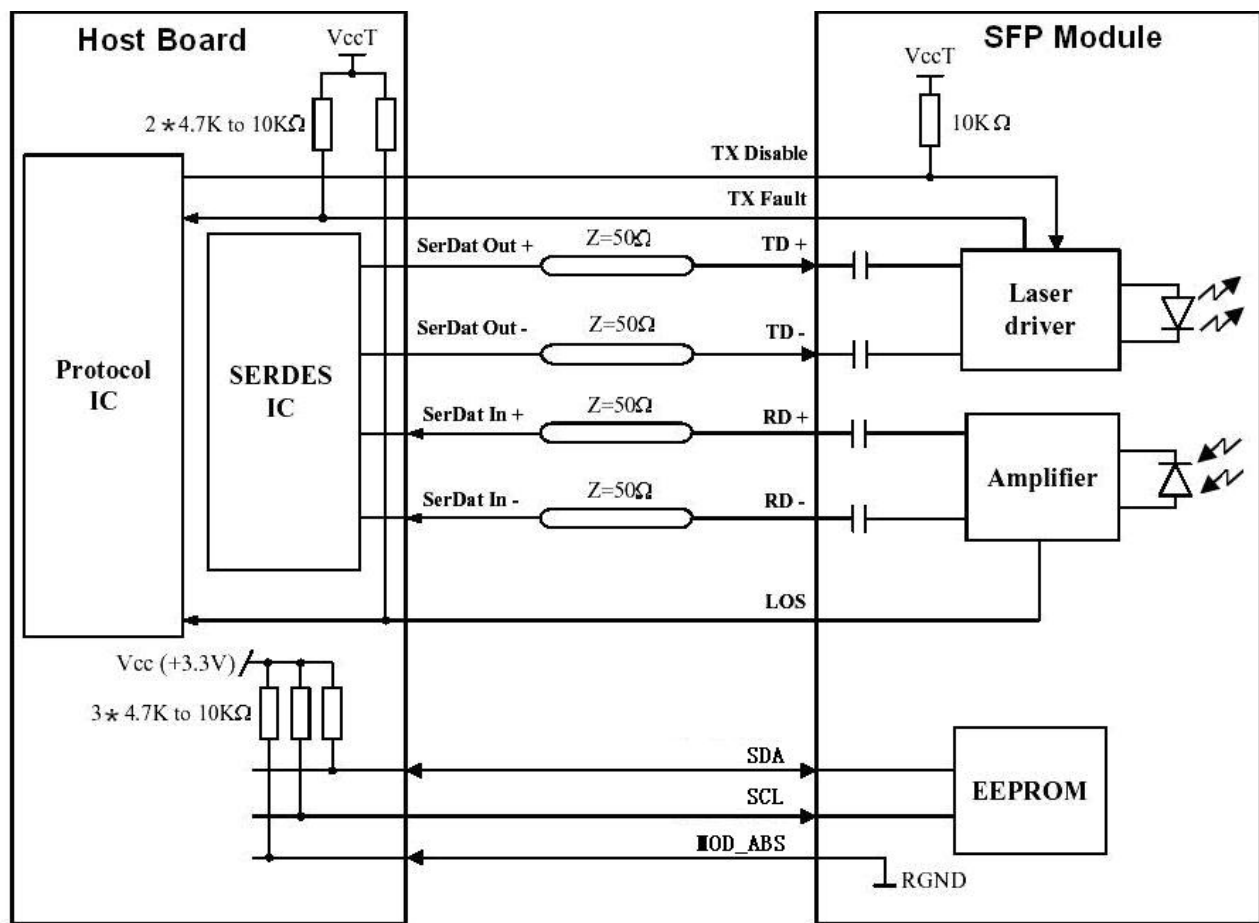 Host Board
SFP Module
VccT
VccT
2*4.7K to 10KΩ
10KΩ
TX Disable
TX Fault
SerDat Out +
Z=50Ω
TD +
Laser
driver
SerDat Out -
Z=50Ω
TD -
Protocol
IC
SERDES
IC
SerDat In +
Z=50Ω
RD +
Amplifier
SerDat In -
Z=50Ω
RD -
LOS
Vcc (+3.3V)
3* 4.7K to 10KΩ
SDA
SCL
MOD_ABS
EEPROM
RGND